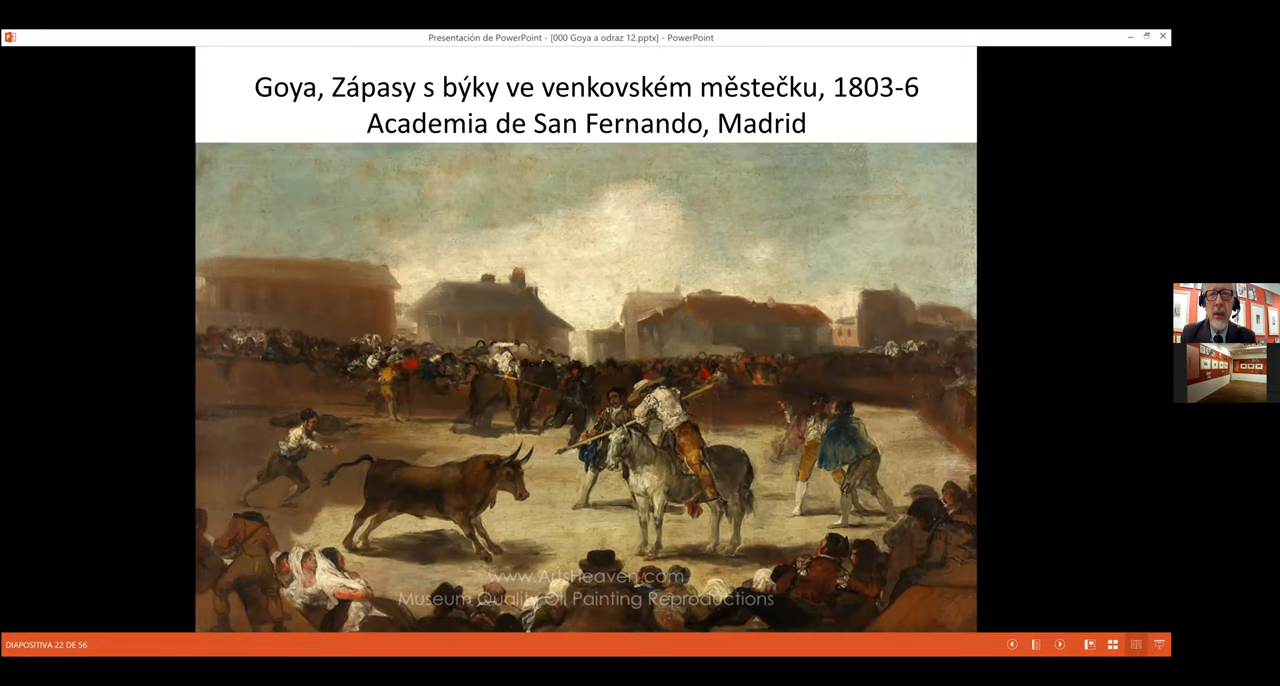 Presentación de PowerPoint - [000 Goya a odraz 12.pptx] - PowerPoint
Goya, Zápasy s býky ve venkovském městečku, 1803-6
Academia de San Fernando, Madrid
www.ArtsHeaven.com
Museum Quality Oil Painting Reproductions
DIAPOSITIVA 22 DE 56